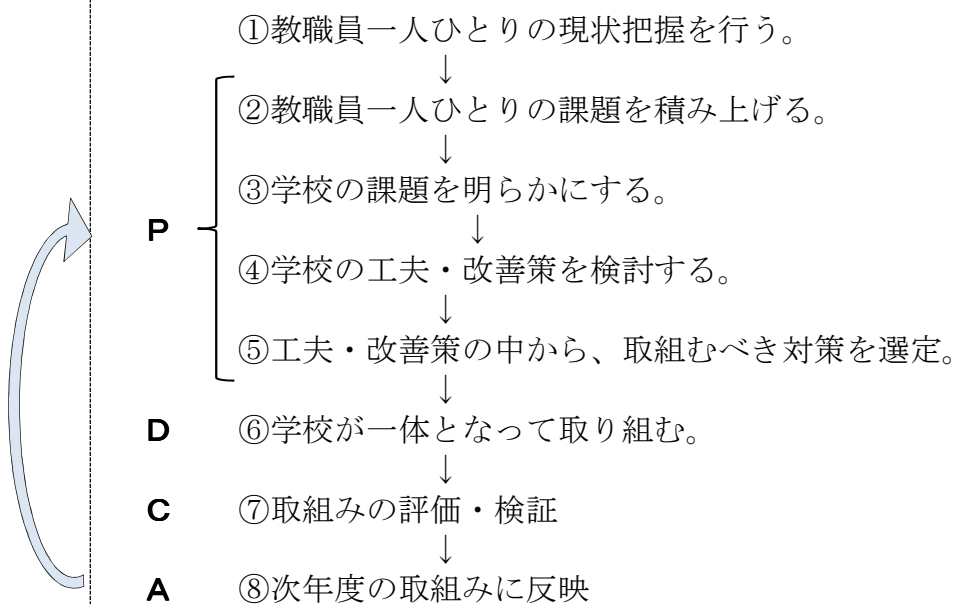 ①教職員一人ひとりの現状把握を行う。
↓
②教職員一人ひとりの課題を積み上げる。
↓
③学校の課題を明らかにする。
P
↓
④学校の工夫・改善策を検討する。
↓
⑤工夫・改善策の中から、取組むべき対策を選定。
↓
D ⑥学校が一体となって取り組む。
↓
C ⑦取組みの評価・検証
↓
A ⑧次年度の取組みに反映